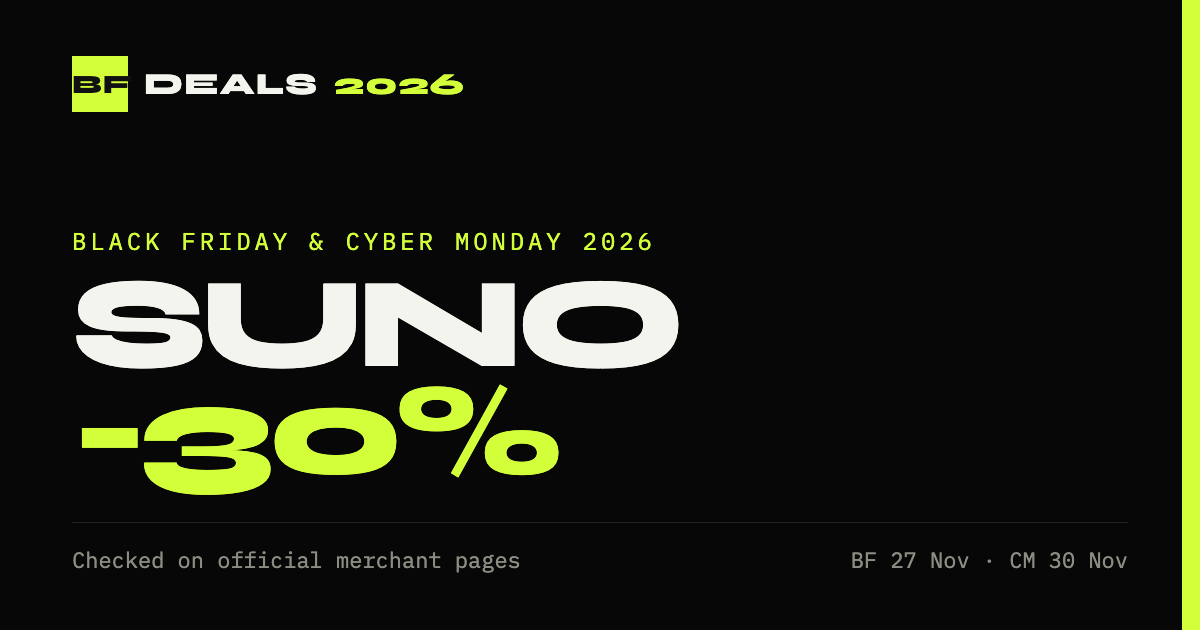 BF DEALS 2026
BLACK FRIDAY & CYBER MONDAY 2026
SUNO
-30%
Checked on official merchant pages
BF 27 Nov · CM 30 Nov